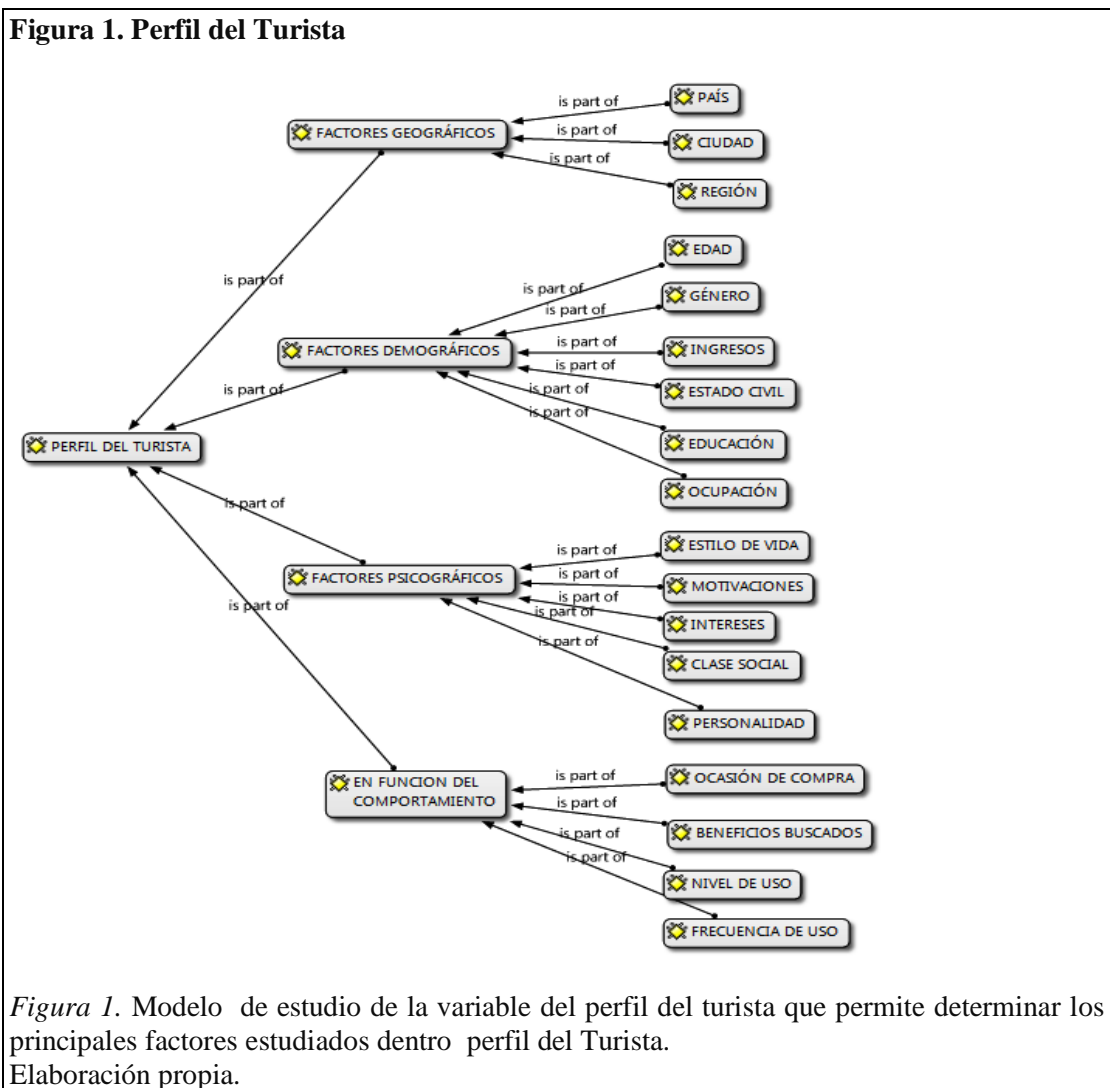 Figura 1. Perfil del Turista
is part of
PAÍS
FACTORES GEOGRÁFICOS
is part of
CIUDAD
is part of
REGIÓN
is part of
EDAD
is part of
GÉNERO
is part of
FACTORES DEMOGRÁFICOS
is part of
INGRESOS
is part of
ESTADO CIVIL
is part of
is part of
EDUCACIÓN
is part of
OCUPACIÓN
PERFIL DEL TURISTA
is part of
is part of
ESTILO DE VIDA
FACTORES PSICOGRÁFICOS
is part of
MOTIVACIONES
is part of
INTERESES
is part of
is part of
CLASE SOCIAL
is part of
PERSONALIDAD
EN FUNCION DEL
COMPORTAMIENTO
is part of
OCASIÓN DE COMPRA
is part of
BENEFICIOS BUSCADOS
is part of
NIVEL DE USO
is part of
FRECUENCIA DE USO
Figura 1. Modelo de estudio de la variable del perfil del turista que permite determinar los
principales factores estudiados dentro perfil del Turista.
Elaboración propia.